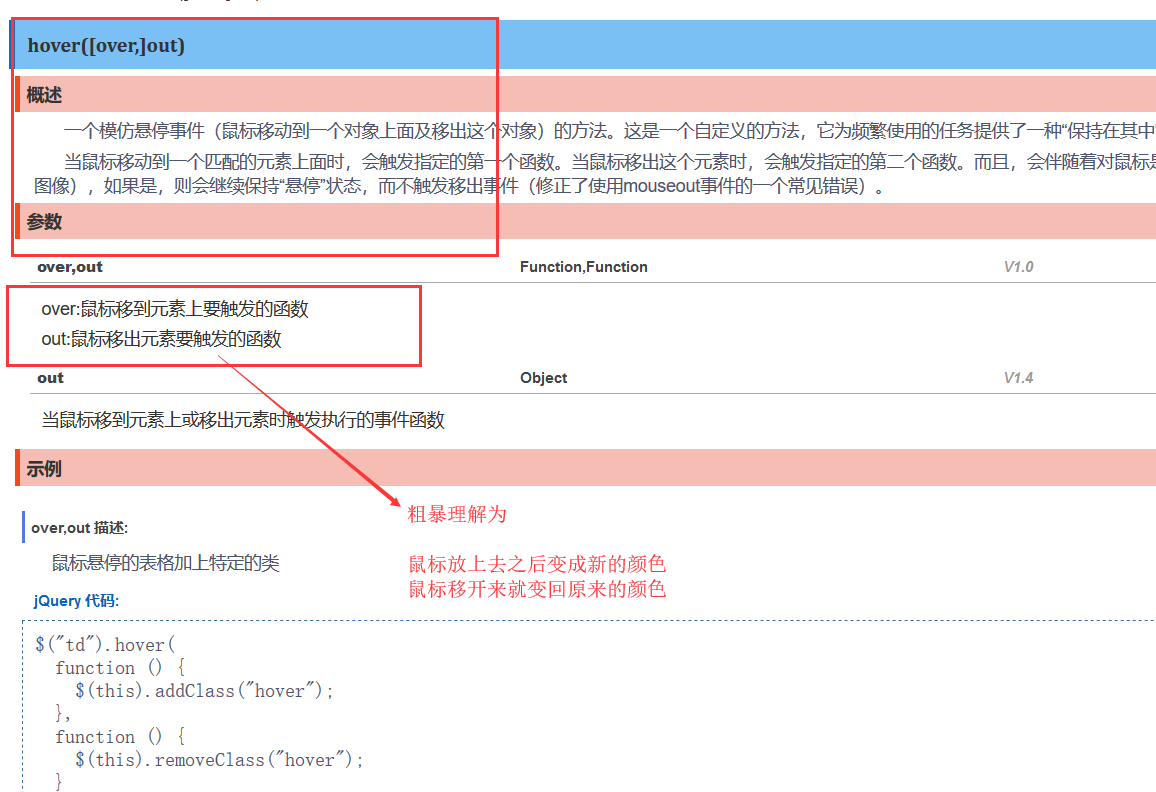 hover([over,]out)
概述
一个模仿悬停事件（鼠标移动到一个对象上面及移出这个对象）的方法。这是一个自定义的方法，它为频繁使用的任务提供了一种“保持在其中”
当鼠标移动到一个匹配的元素上面时，会触发指定的第一个函数。当鼠标移出这个元素时，会触发指定的第二个函数。而且，会伴随着对鼠标是
图像），如果是，则会继续保持“悬停”状态，而不触发移出事件（修正了使用mouseout事件的一个常见错误）。
参数
over,out Function,Function V1.0
over:鼠标移到元素上要触发的函数
out:鼠标移出元素要触发的函数
out Object V1.4
当鼠标移到元素上或移出元素时触发执行的事件函数
示例
粗暴理解为
over,out 描述:
鼠标悬停的表格加上特定的类
鼠标放上去之后变成新的颜色
鼠标移开来就变回原来的颜色
jQuery 代码:
$("td").hover(
function () {
$(this).addClass("hover");
},
function () {
$(this).removeClass("hover");
}